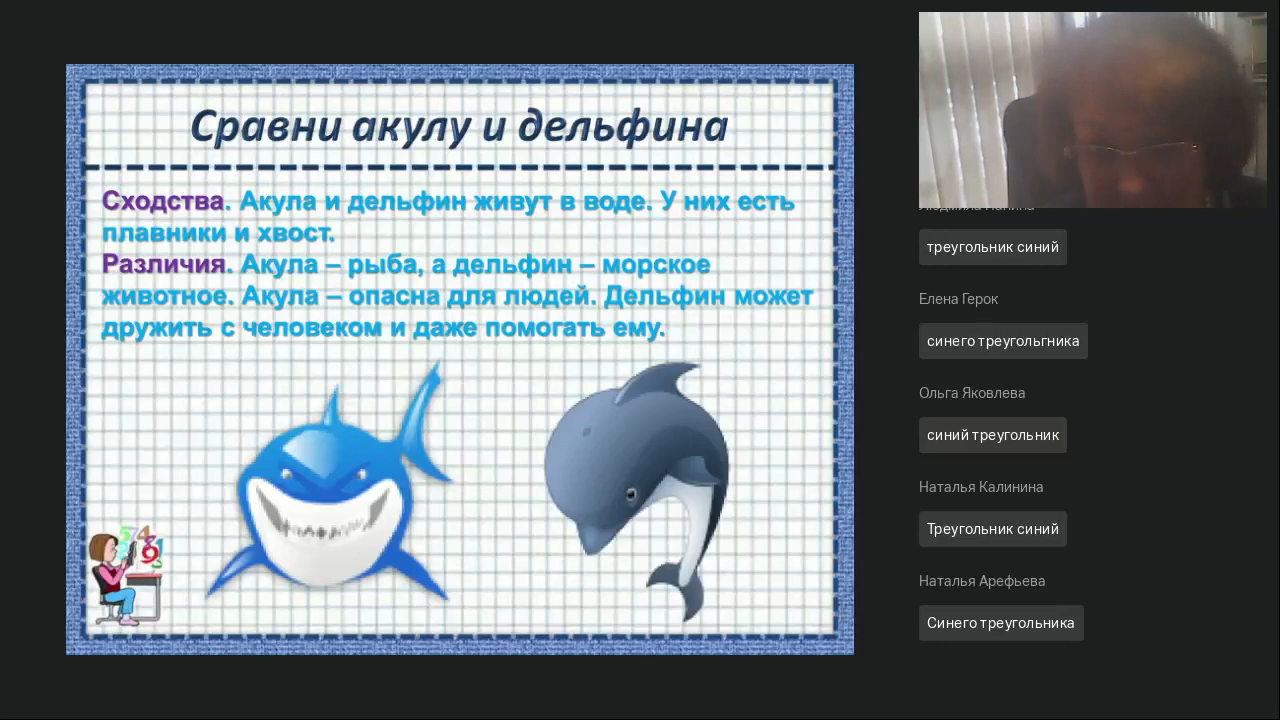 Сравни акулу и дельфина
Сходства. Акула и дельфин живут в воде. У них есть
плавники и хвост.
Различия. Акула – рыба, а дельфин – морское
животное. Акула – опасна для людей. Дельфин может
дружить с человеком и даже помогать ему.
треугольник синий
Елена Герок
синего треугольгника
Ольга Яковлева
синий треугольник
Наталья Калинина
Треугольник синий
Наталья Арефьева
Синего треугольника